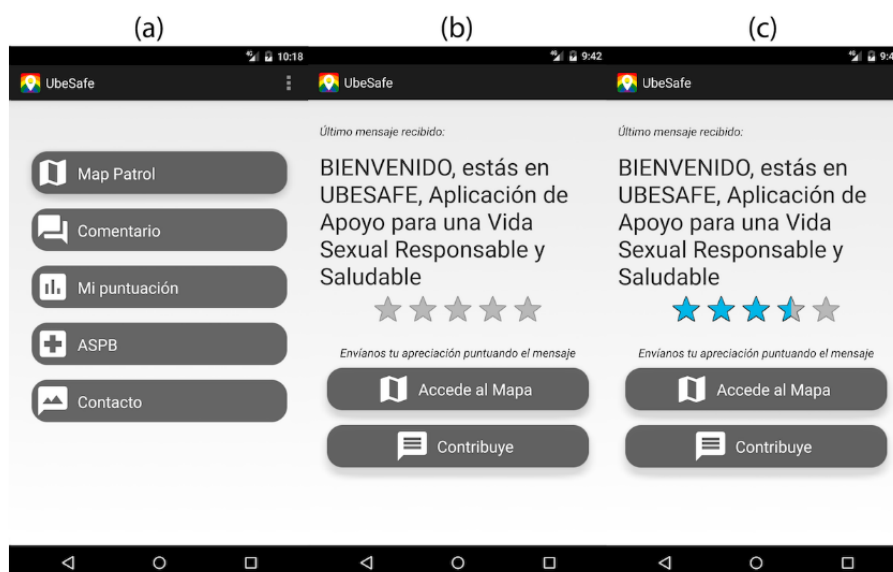 (a)
10:18
UbeSafe
Map Patrol
Comentario
Mi puntuación
ASPB
Contacto
(b)
9:42
UbeSafe
Último mensaje recibido:
BIENVENIDO, estás en
UBESAFE, Aplicación de
Apoyo para una Vida
Sexual Responsable y
Saludable
Envíanos tu apreciación puntuando el mensaje
Accede al Mapa
Contribuye
(c)
UbeSafe
Último mensaje recibido:
BIENVENIDO, estás en
UBESAFE, Aplicación de
Apoyo para una Vida
Sexual Responsable y
Saludable
Envíanos tu apreciación puntuando el mensaje
Accede al Mapa
Contribuye